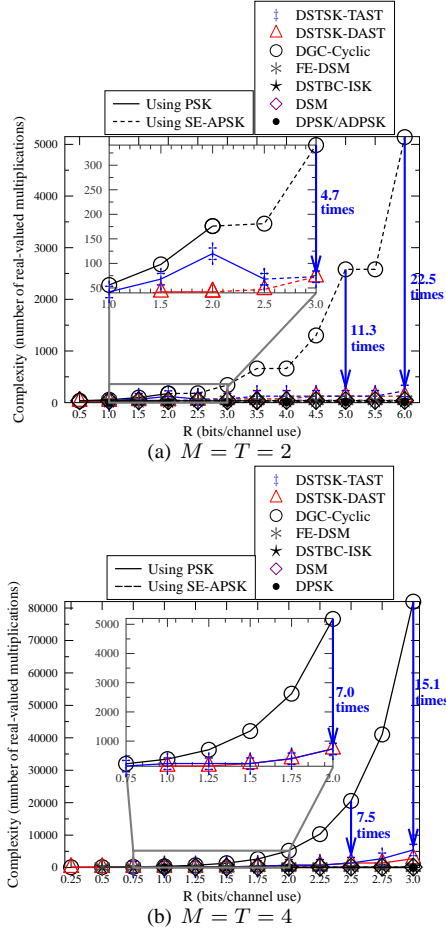 DSTSK-TAST
DSTSK-DAST
DGC-Cyclic
FE-DSM
DSTBC-ISK
DSM
DPSK/ADPSK
Using PSK
Using SE-APSK
Complexity (number of real-valued multiplications)
5000
4000
3000
2000
1000
0
350
300
250
200
150
100
50
1.0 1.5 2.0 2.5 3.0
4.7
times
11.3
times
22.5
times
0.5 1.0 1.5 2.0 2.5 3.0 3.5 4.0 4.5 5.0 5.5 6.0
R (bits/channel use)
(a) M = T = 2
DSTSK-TAST
DSTSK-DAST
DGC-Cyclic
FE-DSM
DSTBC-ISK
DSM
DPSK
Using PSK
Using SE-APSK
Complexity (number of real-valued multiplications)
80000
70000
60000
50000
40000
30000
20000
10000
0
5000
4000
3000
2000
1000
0.75 1.0 1.25 1.5 1.75 2.0
7.0
times
7.5
times
15.1
times
0.25 0.5 0.75 1.0 1.25 1.5 1.75 2.0 2.25 2.5 2.75 3.0
R (bits/channel use)
(b) M = T = 4